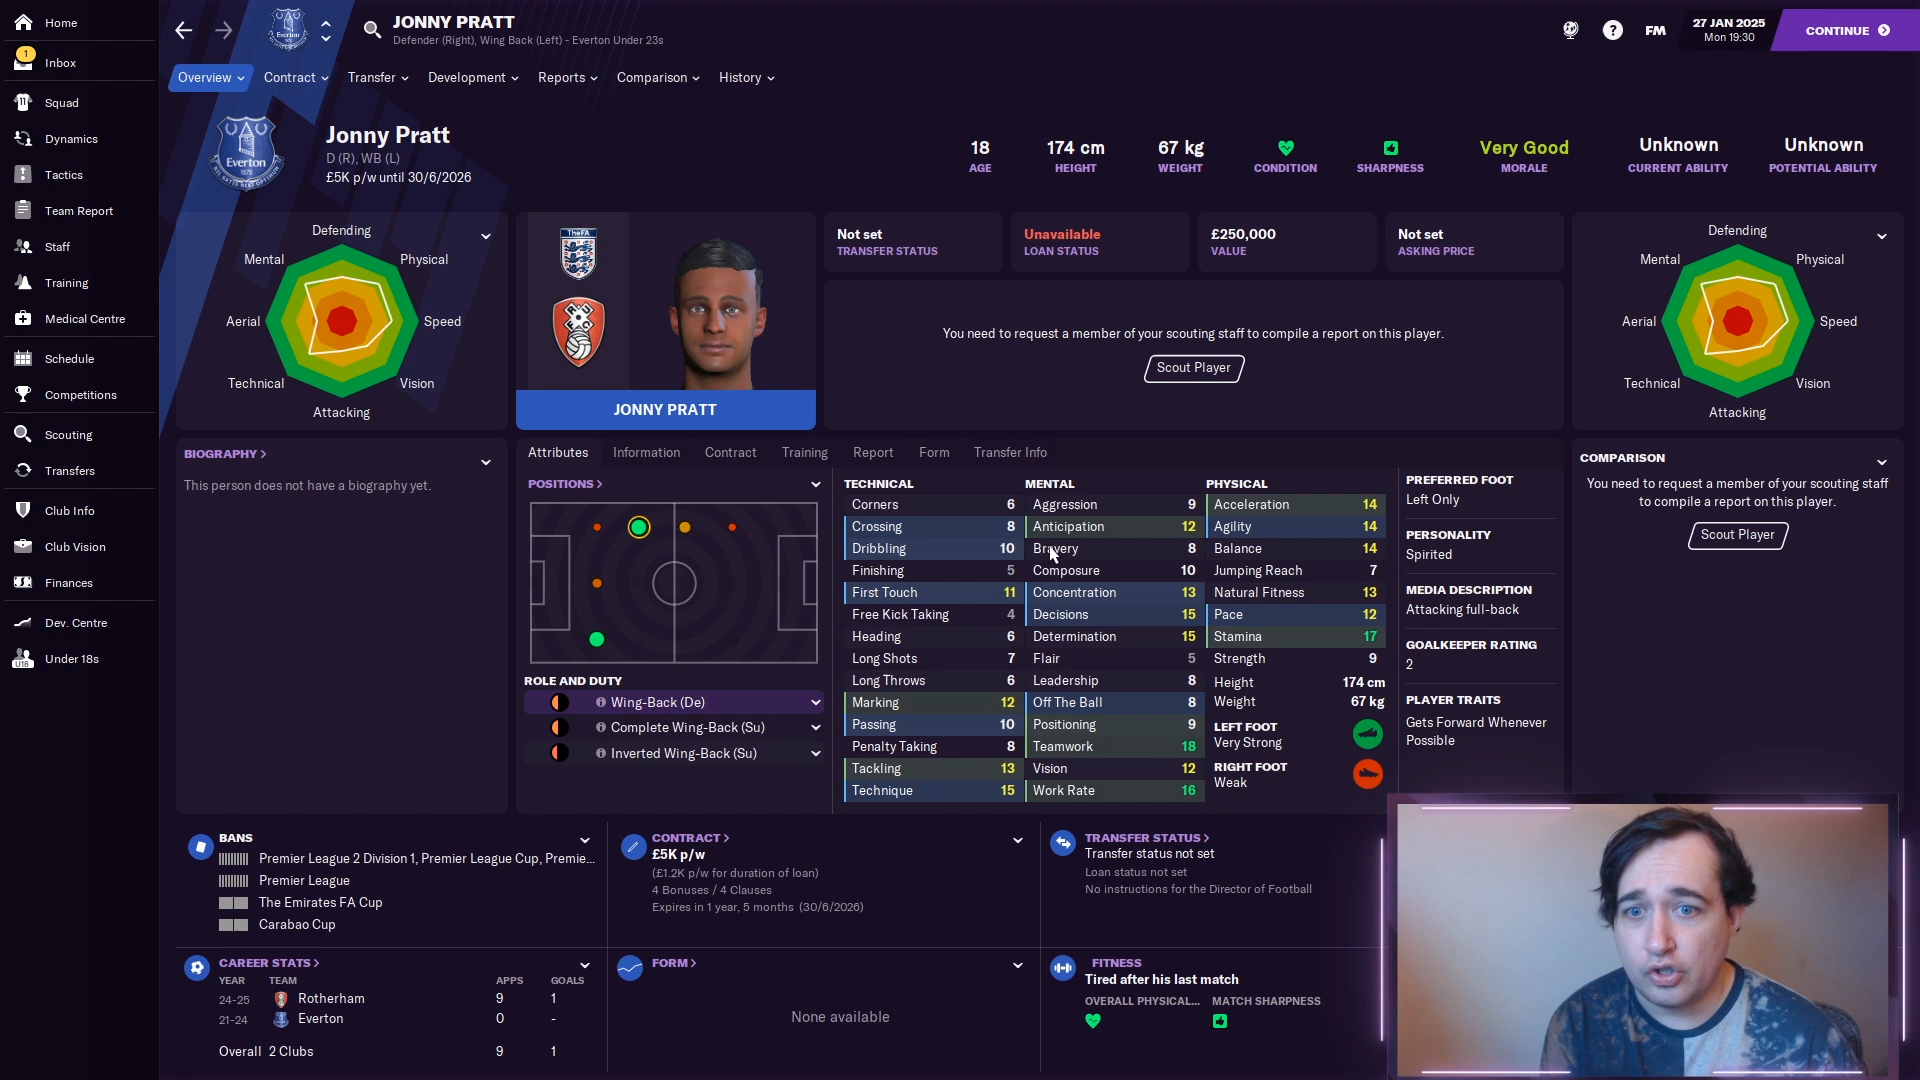 Home
1
Inbox
Squad
Dynamics
Tactics
Team Report
Staff
Training
Medical Centre
Schedule
Competitions
Scouting
Transfers
Club Info
Club Vision
Finances
Dev. Centre
U18
Under 18s
Everton
JONNY PRATT
Defender (Right), Wing Back (Left) - Everton Under 23s
?
FM
27 JAN 2025
Mon 19:30
CONTINUE
Overview
Contract
Transfer
Development
Reports
Comparison
History
Everton
1878
Jonny Pratt
D (R), WB (L)
£5K p/w until 30/6/2026
18
AGE
174 cm
HEIGHT
67 kg
WEIGHT
CONDITION
SHARPNESS
Very Good
MORALE
Unknown
CURRENT ABILITY
Unknown
POTENTIAL ABILITY
Defending
Mental
Physical
Aerial
Speed
Technical
Vision
Attacking
The FA
JONNY PRATT
Not set
TRANSFER STATUS
Unavailable
LOAN STATUS
£250,000
VALUE
Not set
ASKING PRICE
You need to request a member of your scouting staff to compile a report on this player.
Scout Player
Defending
Mental
Physical
Aerial
Speed
Technical
Vision
Attacking
BIOGRAPHY >
This person does not have a biography yet.
Attributes
Information
Contract
Training
Report
Form
Transfer Info
POSITIONS >
ROLE AND DUTY
Wing-Back (De)
Complete Wing-Back (Su)
Inverted Wing-Back (Su)
TECHNICAL
Corners 6
Crossing 8
Dribbling 10
Finishing 5
First Touch 11
Free Kick Taking 4
Heading 6
Long Shots 7
Long Throws 6
Marking 12
Passing 10
Penalty Taking 8
Tackling 13
Technique 15
MENTAL
Aggression 9
Anticipation 12
Bravery 8
Composure 10
Concentration 13
Decisions 15
Determination 15
Flair 5
Leadership 8
Off The Ball 8
Positioning 9
Teamwork 18
Vision 12
Work Rate 16
PHYSICAL
Acceleration 14
Agility 14
Balance 14
Jumping Reach 7
Natural Fitness 13
Pace 12
Stamina 17
Strength 9
Height 174 cm
Weight 67 kg
LEFT FOOT
Very Strong
RIGHT FOOT
Weak
PREFERRED FOOT
Left Only
PERSONALITY
Spirited
MEDIA DESCRIPTION
Attacking full-back
GOALKEEPER RATING
2
PLAYER TRAITS
Gets Forward Whenever
Possible
COMPARISON
You need to request a member of your scouting staff
to compile a report on this player.
Scout Player
BANS
Premier League 2 Division 1, Premier League Cup, Premie...
Premier League
The Emirates FA Cup
Carabao Cup
CONTRACT >
£5K p/w
(£1.2K p/w for duration of loan)
4 Bonuses / 4 Clauses
Expires in 1 year, 5 months (30/6/2026)
TRANSFER STATUS >
Transfer status not set
Loan status not set
No instructions for the Director of Football
CAREER STATS >
YEAR TEAM APPS GOALS
24-25 Rotherham 9 1
21-24 Everton 0 -
Overall 2 Clubs 9 1
FORM >
None available
FITNESS
Tired after his last match
OVERALL PHYSICAL... MATCH SHARPNESS